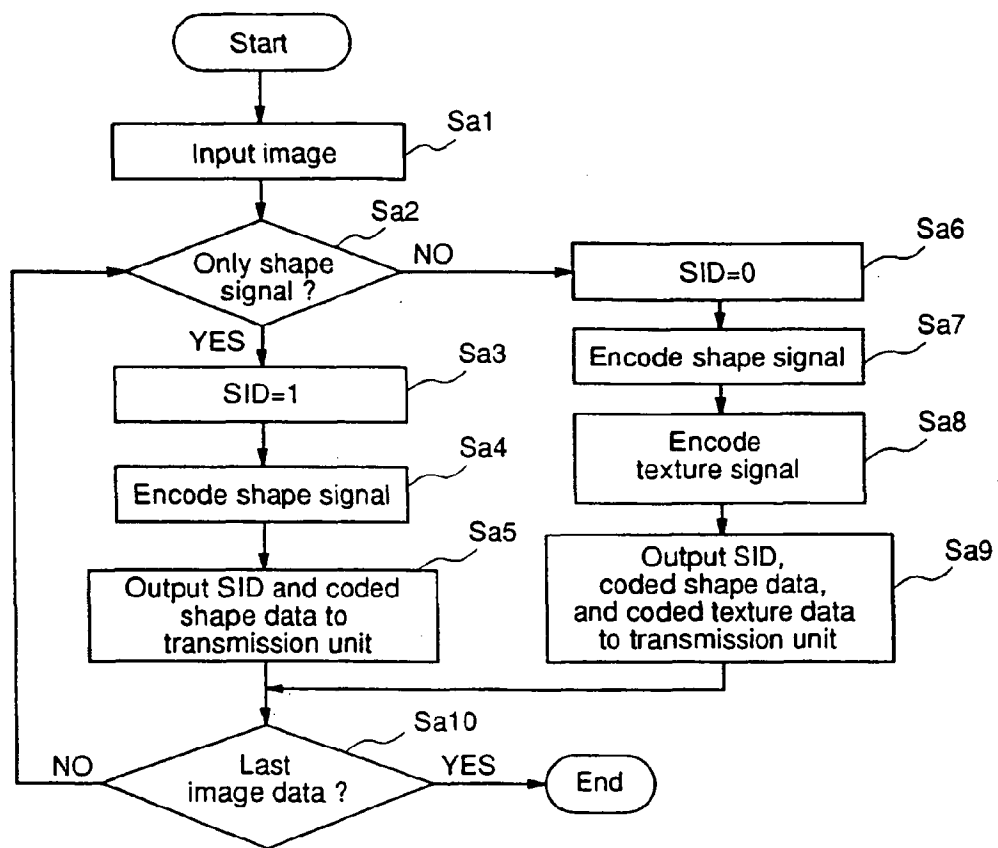 Start
Input image
Sa1
Only shape
signal ?
Sa2
NO
YES
SID=1
Sa3
Encode shape signal
Sa4
Output SID and coded
shape data to
transmission unit
Sa5
SID=0
Sa6
Encode shape signal
Sa7
Encode
texture signal
Sa8
Output SID,
coded shape data,
and coded texture data
to transmission unit
Sa9
Last
image data ?
Sa10
NO
YES
End